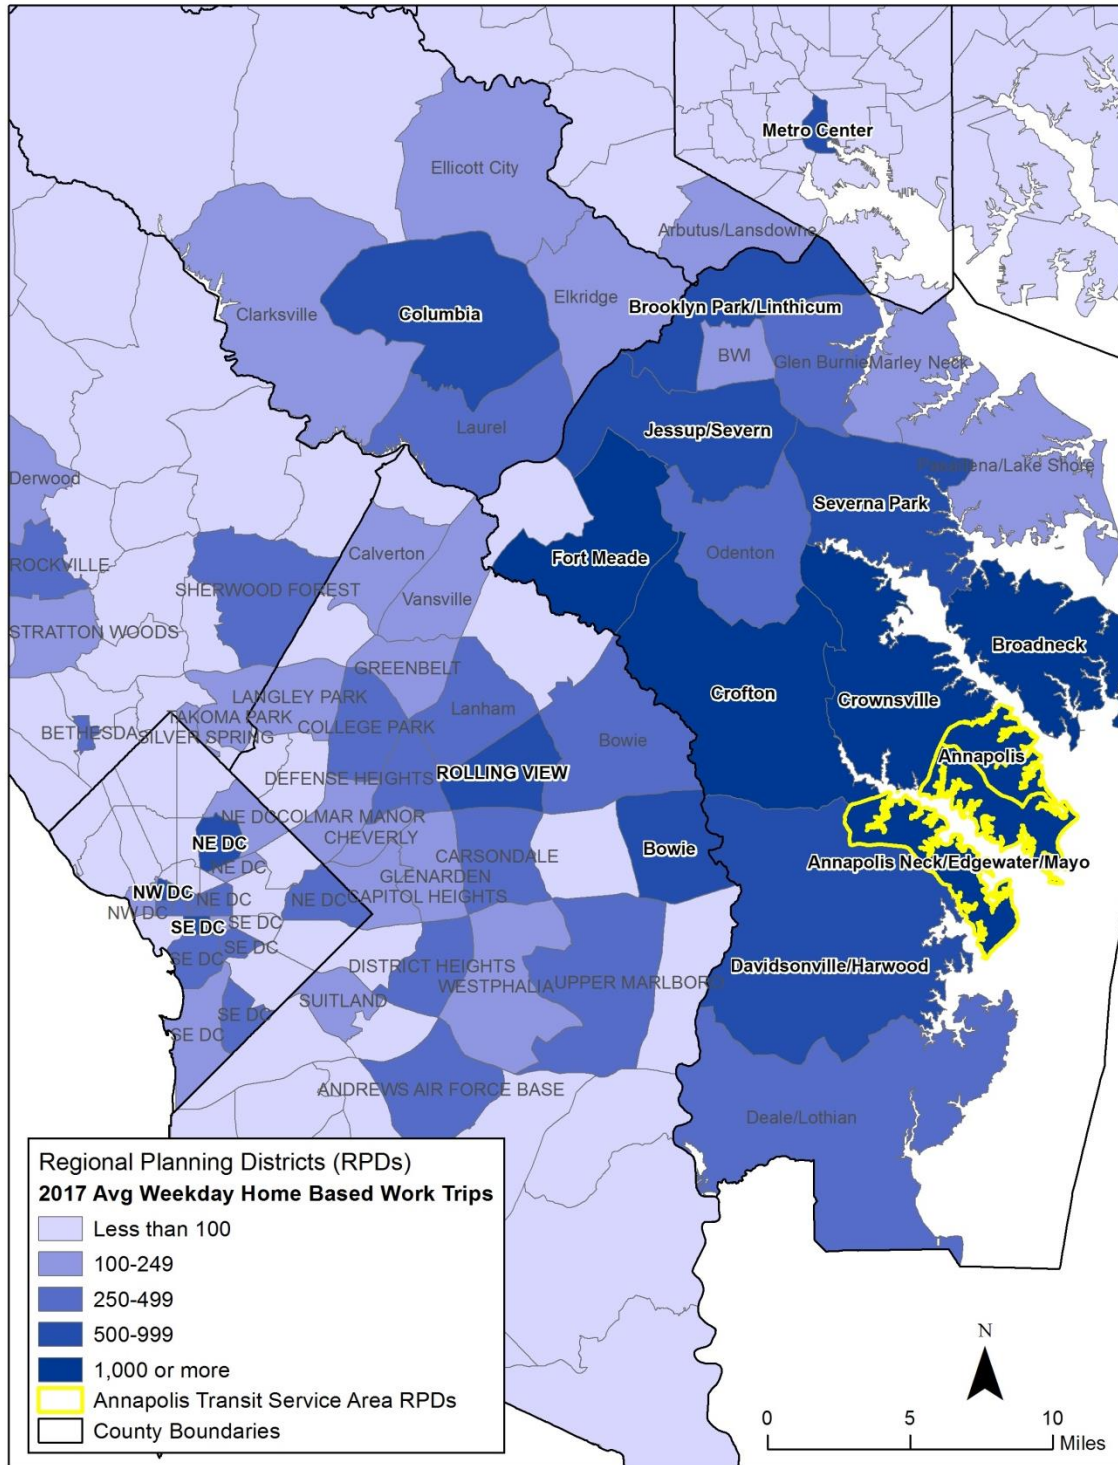 Metro Center
Ellicott City
Arbutus/Lansdowne
Clarksville
Columbia
Elkridge
Brooklyn Park/Linthicum
BWI
Glen Burnie
Marley Neck
Laurel
Jessup/Severn
Pasadena/Lake Shore
Derwood
Severna Park
ROCKVILLE
Calverton
Fort Meade
Odenton
SHERWOOD FOREST
Vansville
STRATTON WOODS
Broadneck
GREENBELT
LANGLEY PARK
Crofton
Crownsville
Lanham
TAKOMA PARK
COLLEGE PARK
BETHESDA
SILVER SPRING
Bowie
Annapolis
DEFENSE HEIGHTS
ROLLING VIEW
NE DC
COLMAR MANOR
NE DC
CHEVERLY
Bowie
CARSONDALE
Annapolis Neck/Edgewater/Mayo
NE DC
GLENARDEN
NW DC
NE DC
NE DC
CAPITOL HEIGHTS
NW DC
SE DC
SE DC
SE DC
SE DC
DISTRICT HEIGHTS
Davidsonville/Harwood
WESTPHALIA
UPPER MARLBORO
SUITLAND
SE DC
SE DC
ANDREWS AIR FORCE BASE
Deale/Lothian
Regional Planning Districts (RPDs)
2017 Avg Weekday Home Based Work Trips
Less than 100
100-249
250-499
500-999
1,000 or more
Annapolis Transit Service Area RPDs
County Boundaries
N
0 5 10
Miles